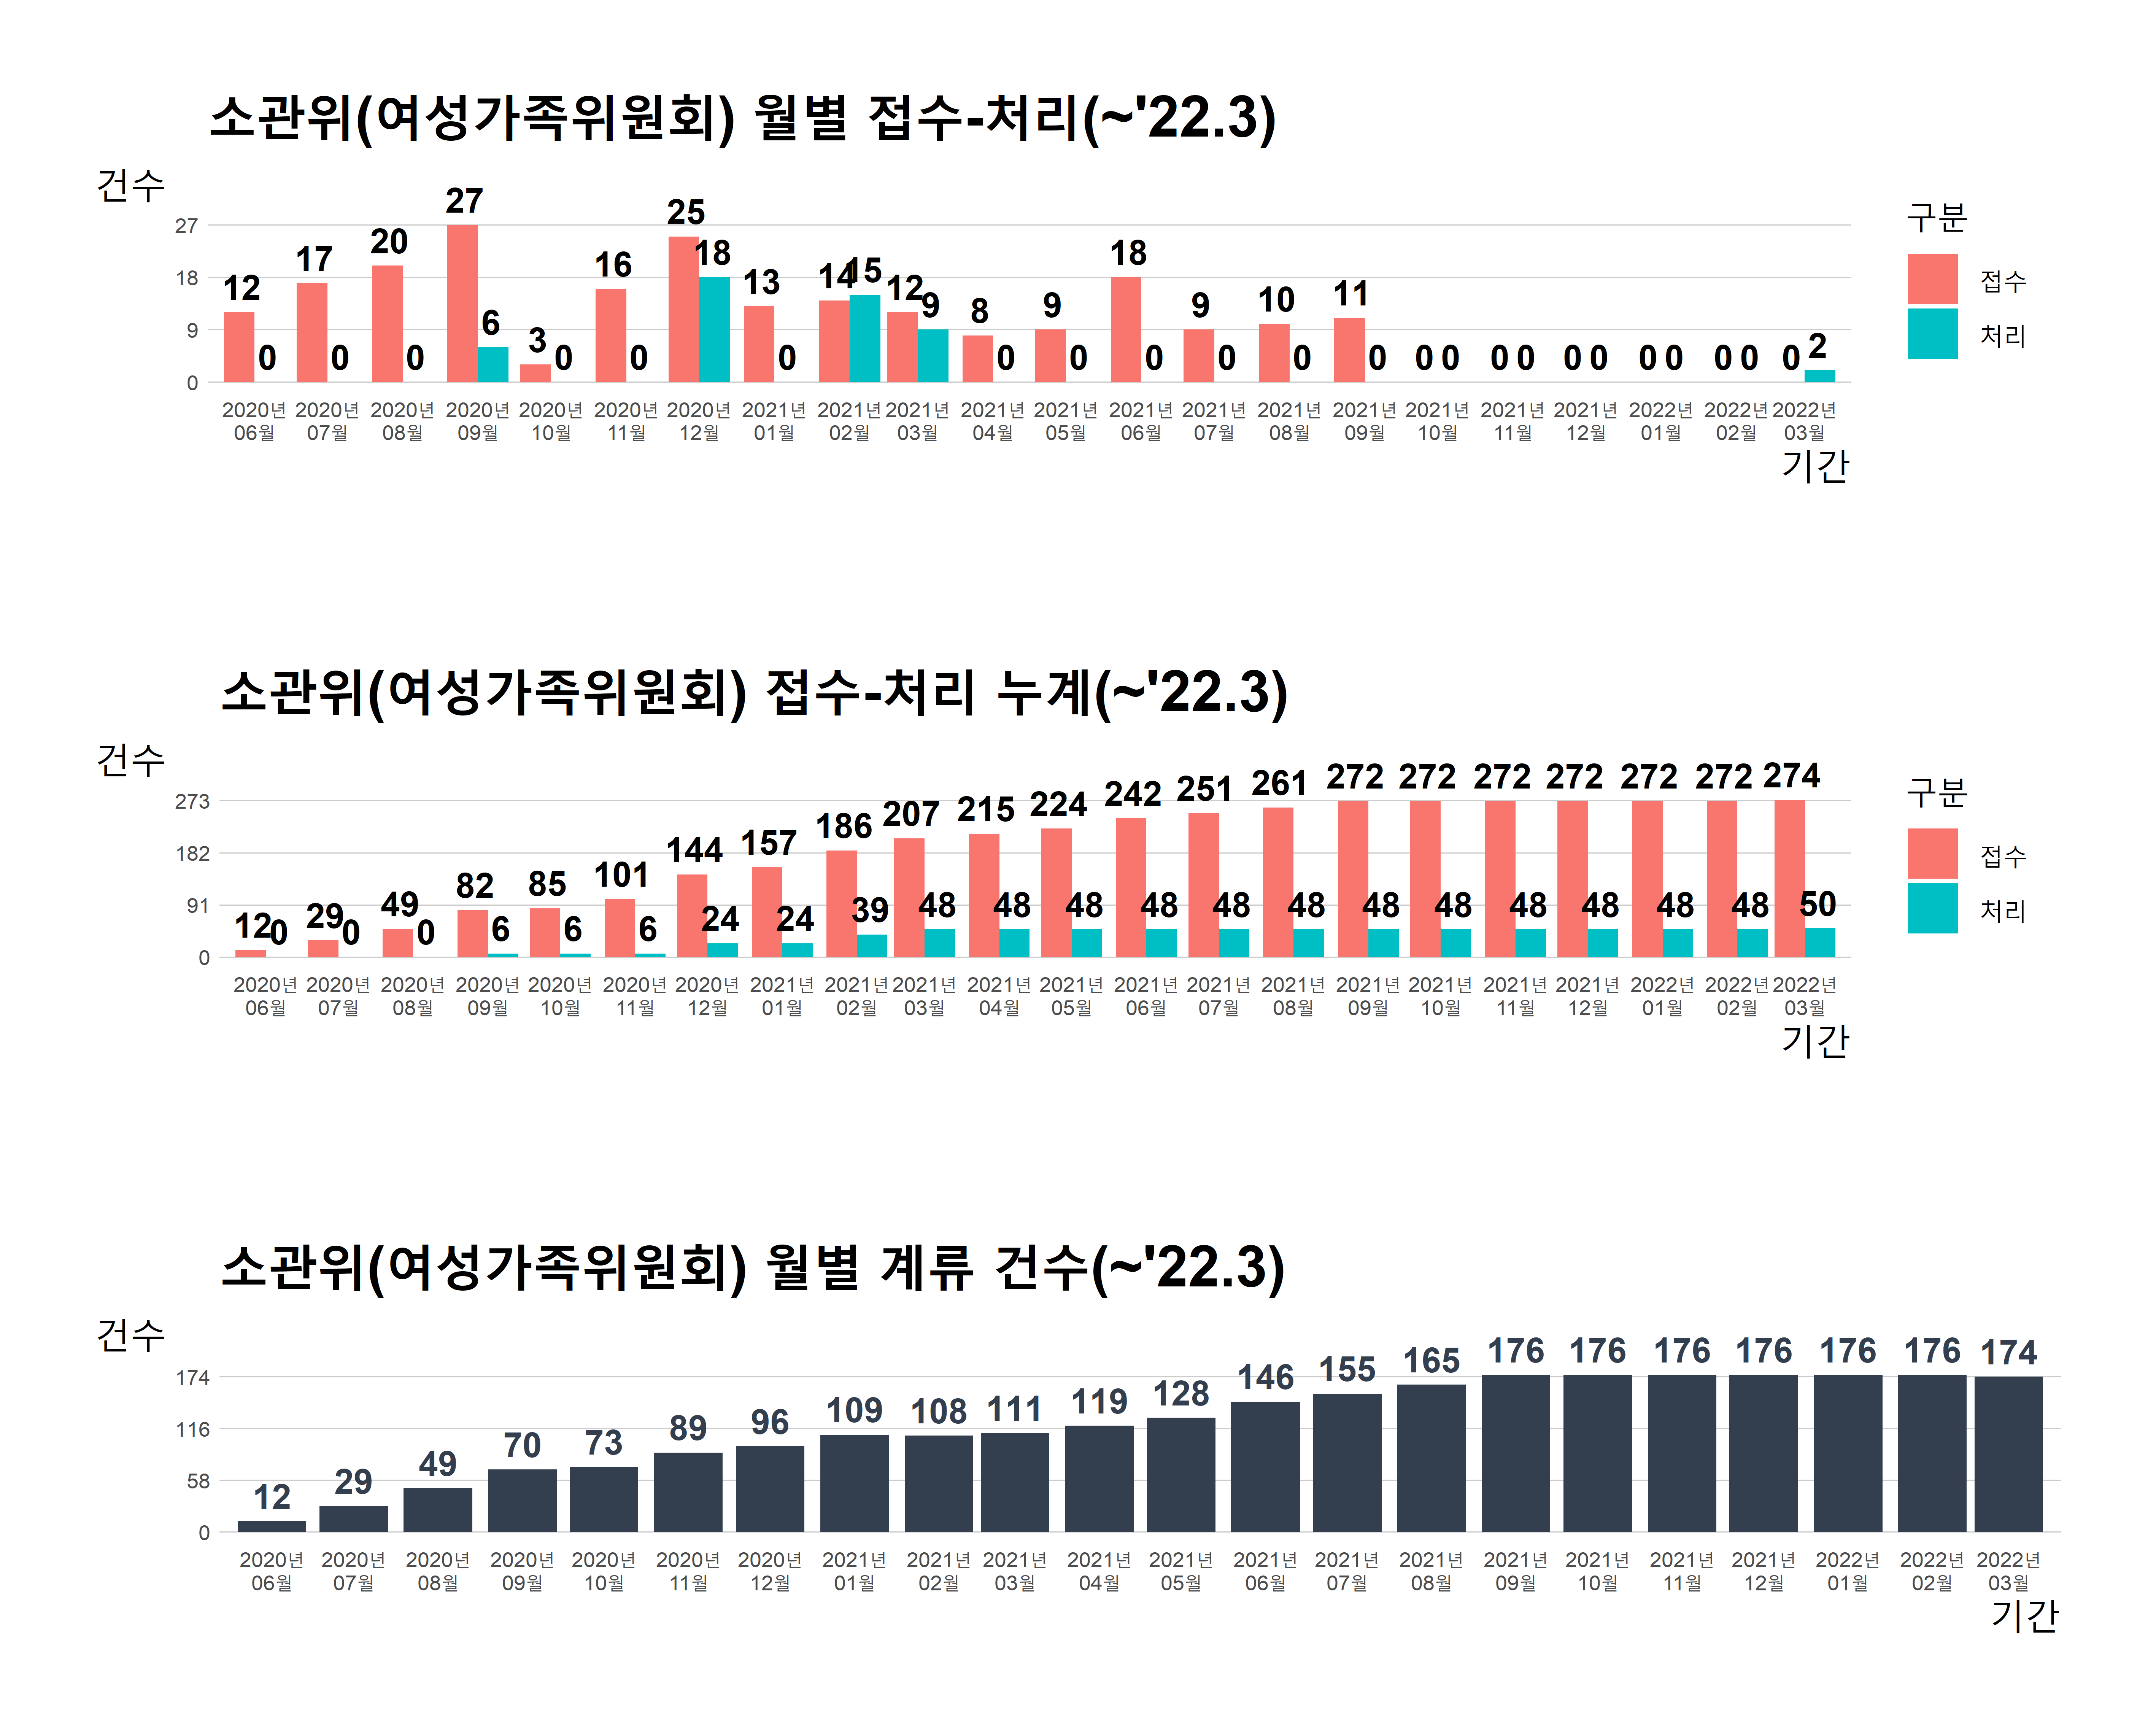 소관위(여성가족위원회) 월별 접수-처리(~'22.3)
건수
27
18
9
0
12 0 17 0 20 0 27 6 3 0 16 0 25 18 13 0 14 15 12 9 8 0 9 0 18 0 9 0 10 0 11 0 0 0 0 0 0 0 0 0 0 0 0 2
2020년 2020년 2020년 2020년 2020년 2020년 2020년 2021년 2021년 2021년 2021년 2021년 2021년 2021년 2021년 2021년 2021년 2021년 2021년 2022년 2022년 2022년
06월 07월 08월 09월 10월 11월 12월 01월 02월 03월 04월 05월 06월 07월 08월 09월 10월 11월 12월 01월 02월 03월
기간
구분
접수
처리
소관위(여성가족위원회) 접수-처리 누계(~'22.3)
건수
273
182
91
0
12 0 29 0 49 0 82 6 85 6 101 6 144 24 157 24 186 39 207 48 215 48 224 48 242 48 251 48 261 48 272 48 272 48 272 48 272 48 272 48 272 48 274 50
2020년 2020년 2020년 2020년 2020년 2020년 2020년 2021년 2021년 2021년 2021년 2021년 2021년 2021년 2021년 2021년 2021년 2021년 2021년 2022년 2022년 2022년
06월 07월 08월 09월 10월 11월 12월 01월 02월 03월 04월 05월 06월 07월 08월 09월 10월 11월 12월 01월 02월 03월
기간
구분
접수
처리
소관위(여성가족위원회) 월별 계류 건수(~'22.3)
건수
174
116
58
0
12 29 49 70 73 89 96 109 108 111 119 128 146 155 165 176 176 176 176 176 176 174
2020년 2020년 2020년 2020년 2020년 2020년 2020년 2021년 2021년 2021년 2021년 2021년 2021년 2021년 2021년 2021년 2021년 2021년 2021년 2022년 2022년 2022년
06월 07월 08월 09월 10월 11월 12월 01월 02월 03월 04월 05월 06월 07월 08월 09월 10월 11월 12월 01월 02월 03월
기간